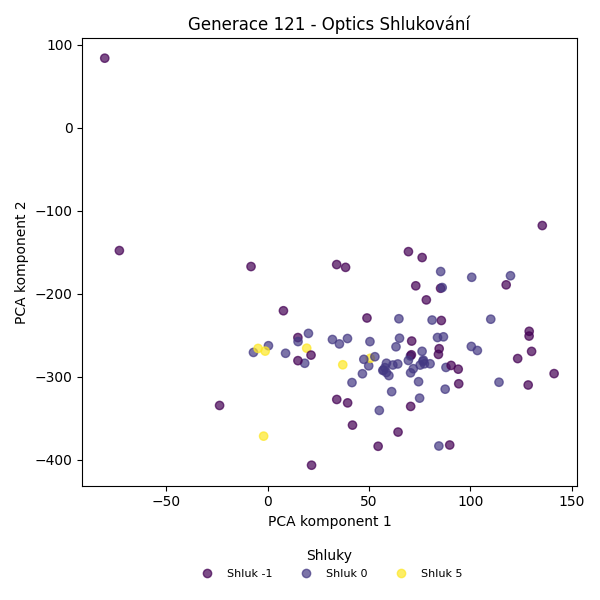 Generace 121 - Optics Shlukování
PCA komponent 2
100
0
−100
−200
−300
−400
−50
0
50
100
150
PCA komponent 1
Shluky
Shluk -1
Shluk 0
Shluk 5